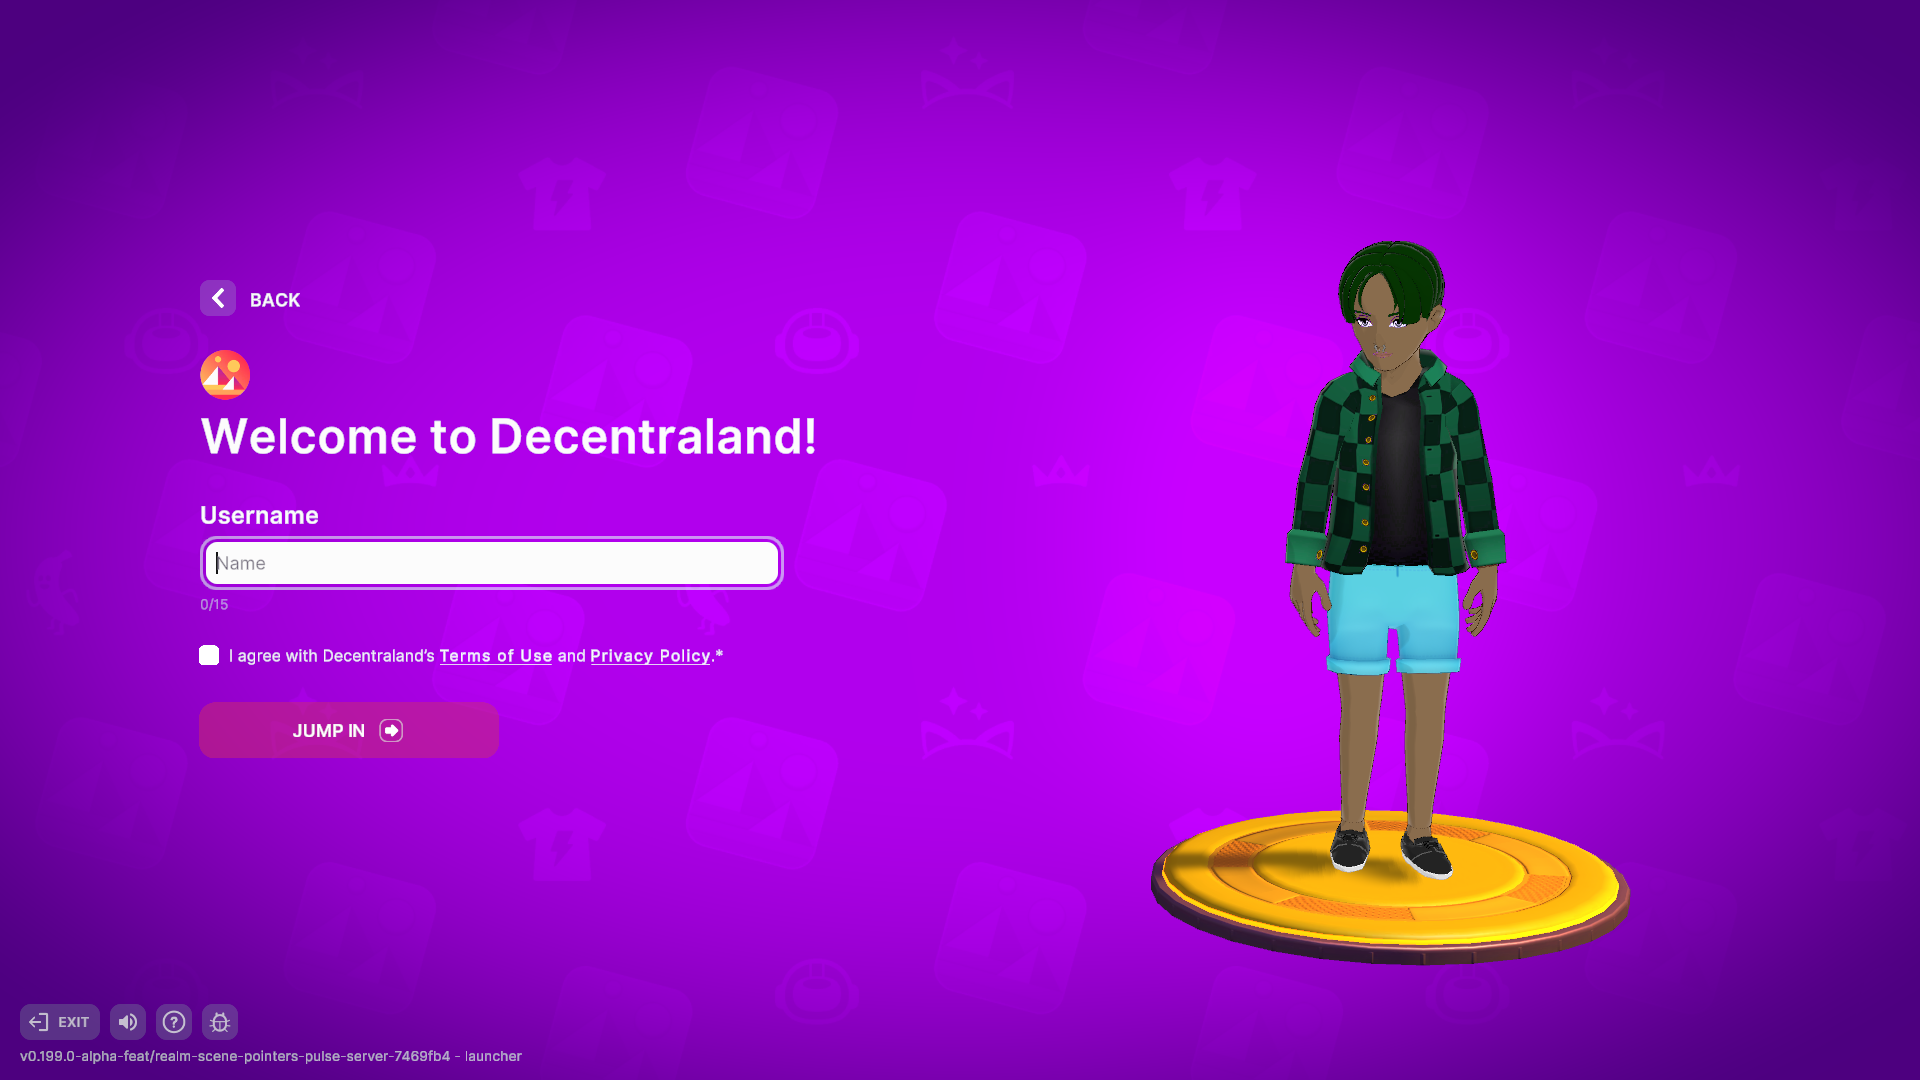 BACK
Welcome to Decentraland!
Username
Name
0/15
I agree with Decentraland's Terms of Use and Privacy Policy.*
JUMP IN
EXIT
v0.199.0-alpha-feat/realm-scene-pointers-pulse-server-7469fb4 - launcher